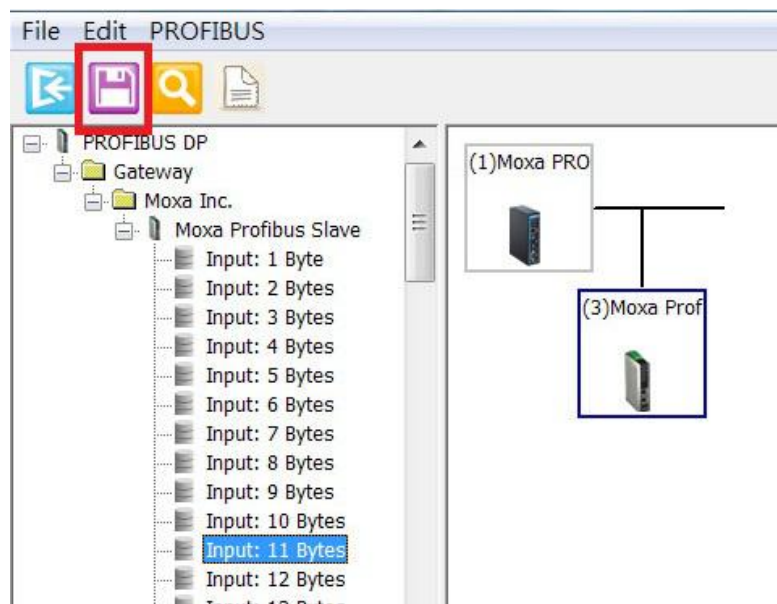 File Edit PROFIBUS
PROFIBUS DP
Gateway
Moxa Inc.
Moxa Profibus Slave
Input: 1 Byte
Input: 2 Bytes
Input: 3 Bytes
Input: 4 Bytes
Input: 5 Bytes
Input: 6 Bytes
Input: 7 Bytes
Input: 8 Bytes
Input: 9 Bytes
Input: 10 Bytes
Input: 11 Bytes
Input: 12 Bytes
(1)Moxa PRO
(3)Moxa Prof